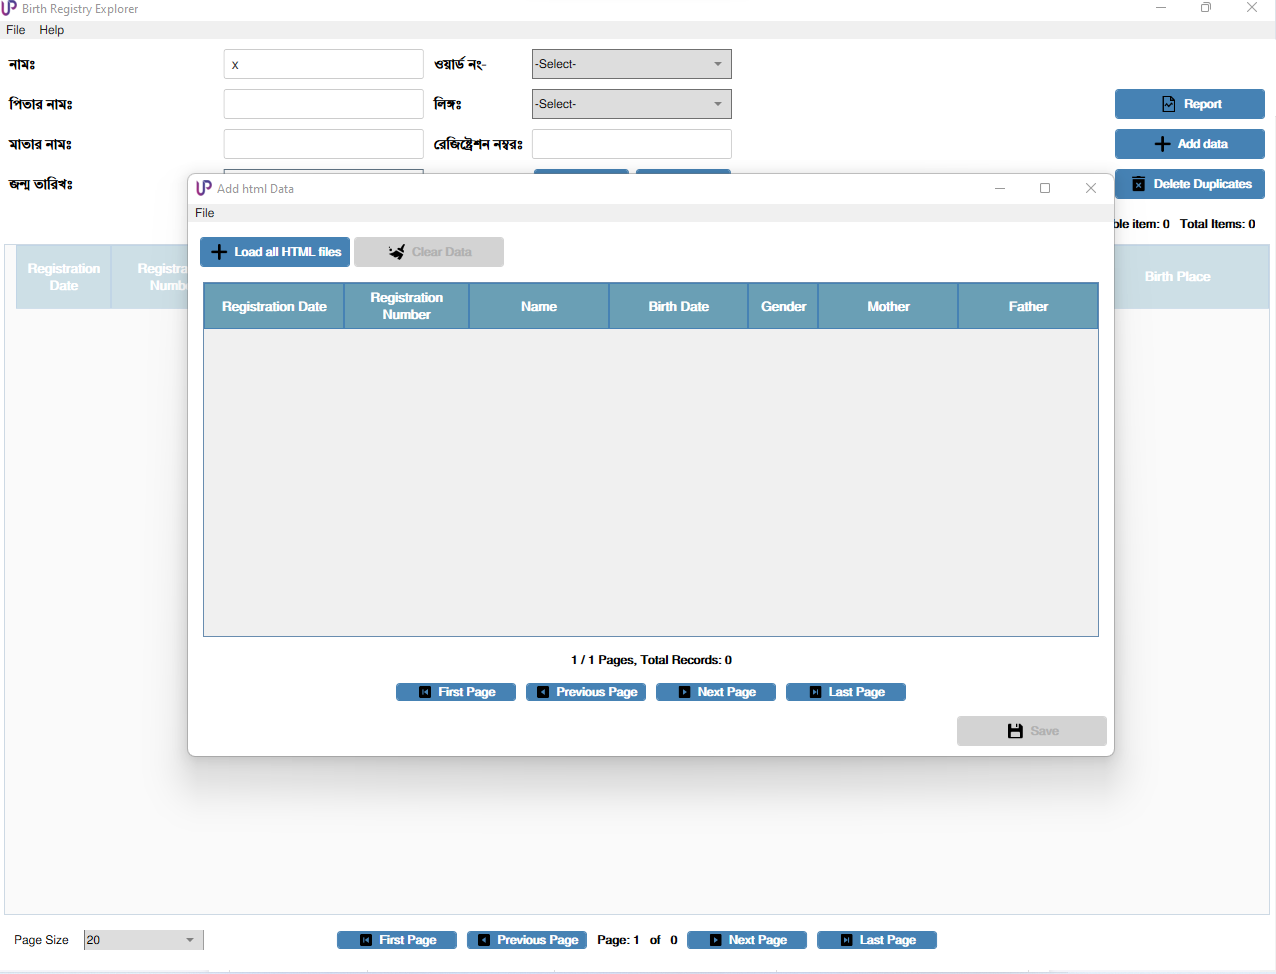 UP Birth Registry Explorer
File Help
নামঃ x ওয়ার্ড নং- -Select-
পিতার নামঃ লিঙ্গঃ -Select- Report
মাতার নামঃ রেজিষ্ট্রেশন নম্বরঃ Add data
জন্ম তারিখঃ Delete Duplicates
item: 0 Total Items: 0
Registration Date Birth Place
UP Add html Data
File
Load all HTML files Clear Data
Registration Date Registration Number Name Birth Date Gender Mother Father
1 / 1 Pages, Total Records: 0
First Page Previous Page Next Page Last Page
Save
Page Size 20 First Page Previous Page Page: 1 of 0 Next Page Last Page